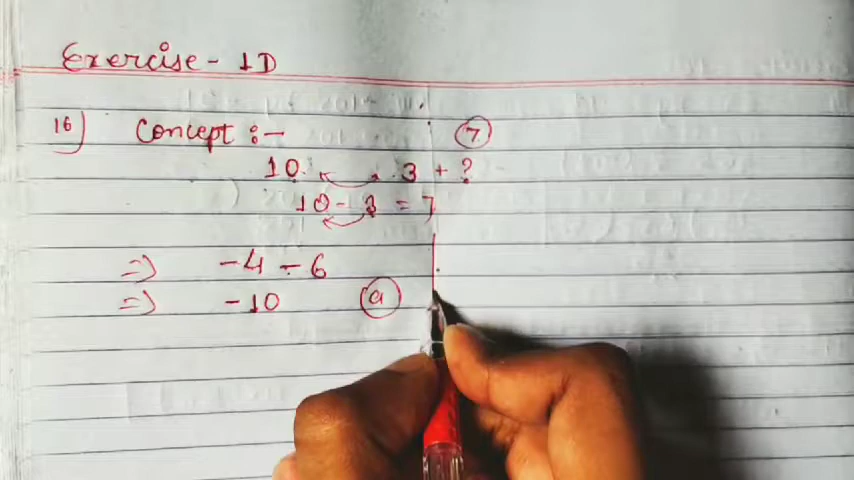 Exercise - 1D
16) Concept :-
7
10 3 + ?
10 - 3 = 7
=> -4 - 6
=> -10 (a)